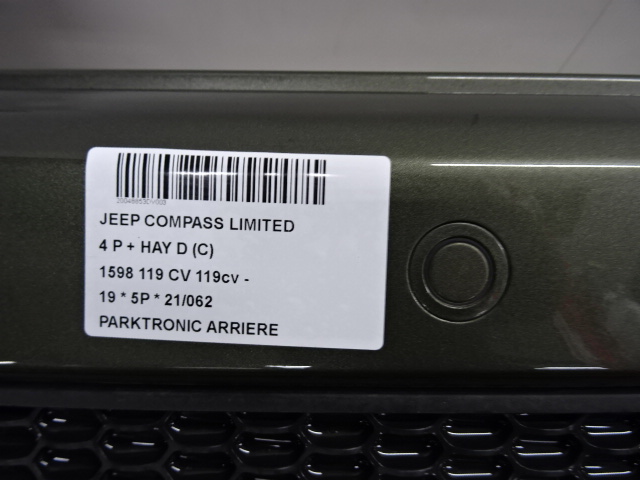 JEEP COMPASS LIMITED
4 P + HAY D (C)
1598 119 CV 119cv -
19 * 5P * 21/062
PARKTRONIC ARRIERE